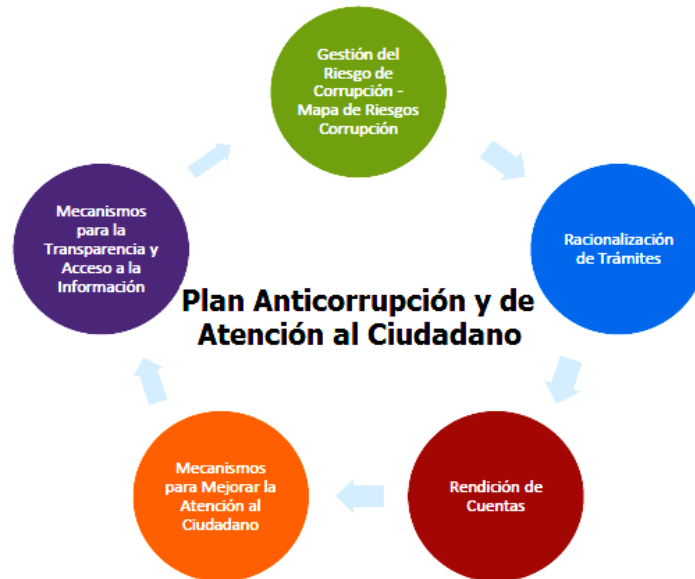 Gestión del
Riesgo de
Corrupción -
Mapa de Riesgos
Corrupción
Racionalización
de Trámites
Rendición de
Cuentas
Mecanismos
para Mejorar la
Atención al
Ciudadano
Mecanismos
para la
Transparencia y
Acceso a la
Información
Plan Anticorrupción y de
Atención al Ciudadano